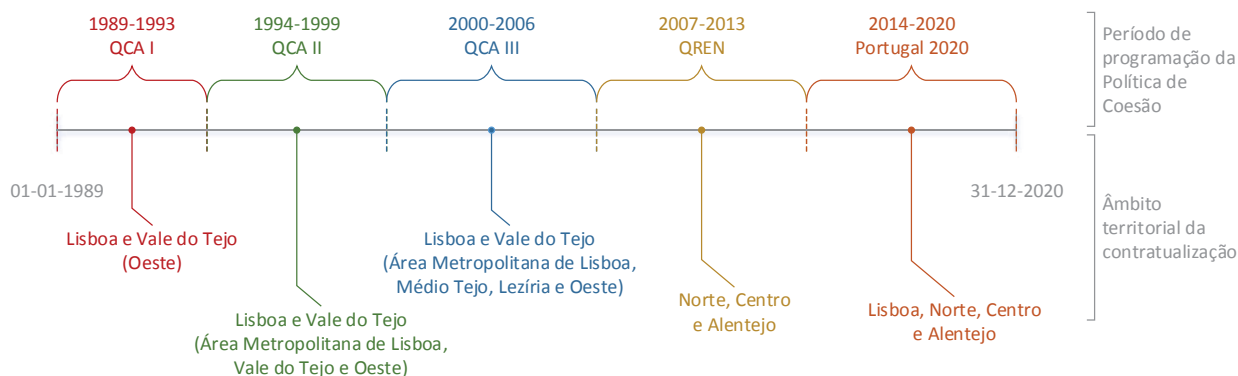 1989-1993
QCA I
1994-1999
QCA II
2000-2006
QCA III
2007-2013
QREN
2014-2020
Portugal 2020
Período de
programação da
Política de
Coesão
01-01-1989
31-12-2020
Lisboa e Vale do Tejo
(Oeste)
Lisboa e Vale do Tejo
(Área Metropolitana de Lisboa,
Vale do Tejo e Oeste)
Lisboa e Vale do Tejo
(Área Metropolitana de Lisboa,
Médio Tejo, Lezíria e Oeste)
Norte, Centro
e Alentejo
Lisboa, Norte, Centro
e Alentejo
Âmbito
territorial da
contratualização